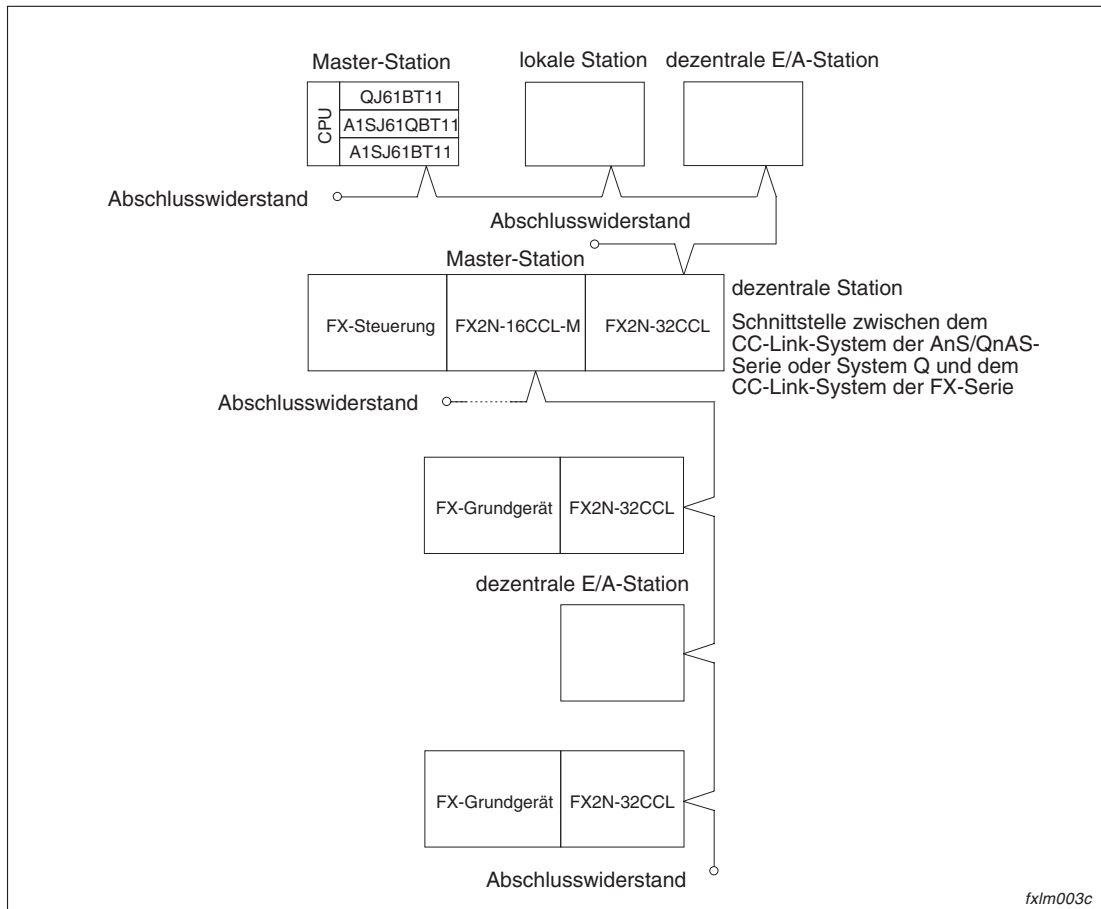 Master-Station
lokale Station
dezentrale E/A-Station
CPU
QJ61BT11
A1SJ61QBT11
A1SJ61BT11
Abschlusswiderstand
Abschlusswiderstand
Master-Station
FX-Steuerung
FX2N-16CCL-M
FX2N-32CCL
dezentrale Station
Schnittstelle zwischen dem
CC-Link-System der AnS/QnAS-
Serie oder System Q und dem
CC-Link-System der FX-Serie
Abschlusswiderstand
FX-Grundgerät
FX2N-32CCL
dezentrale E/A-Station
FX-Grundgerät
FX2N-32CCL
Abschlusswiderstand
fxlm003c